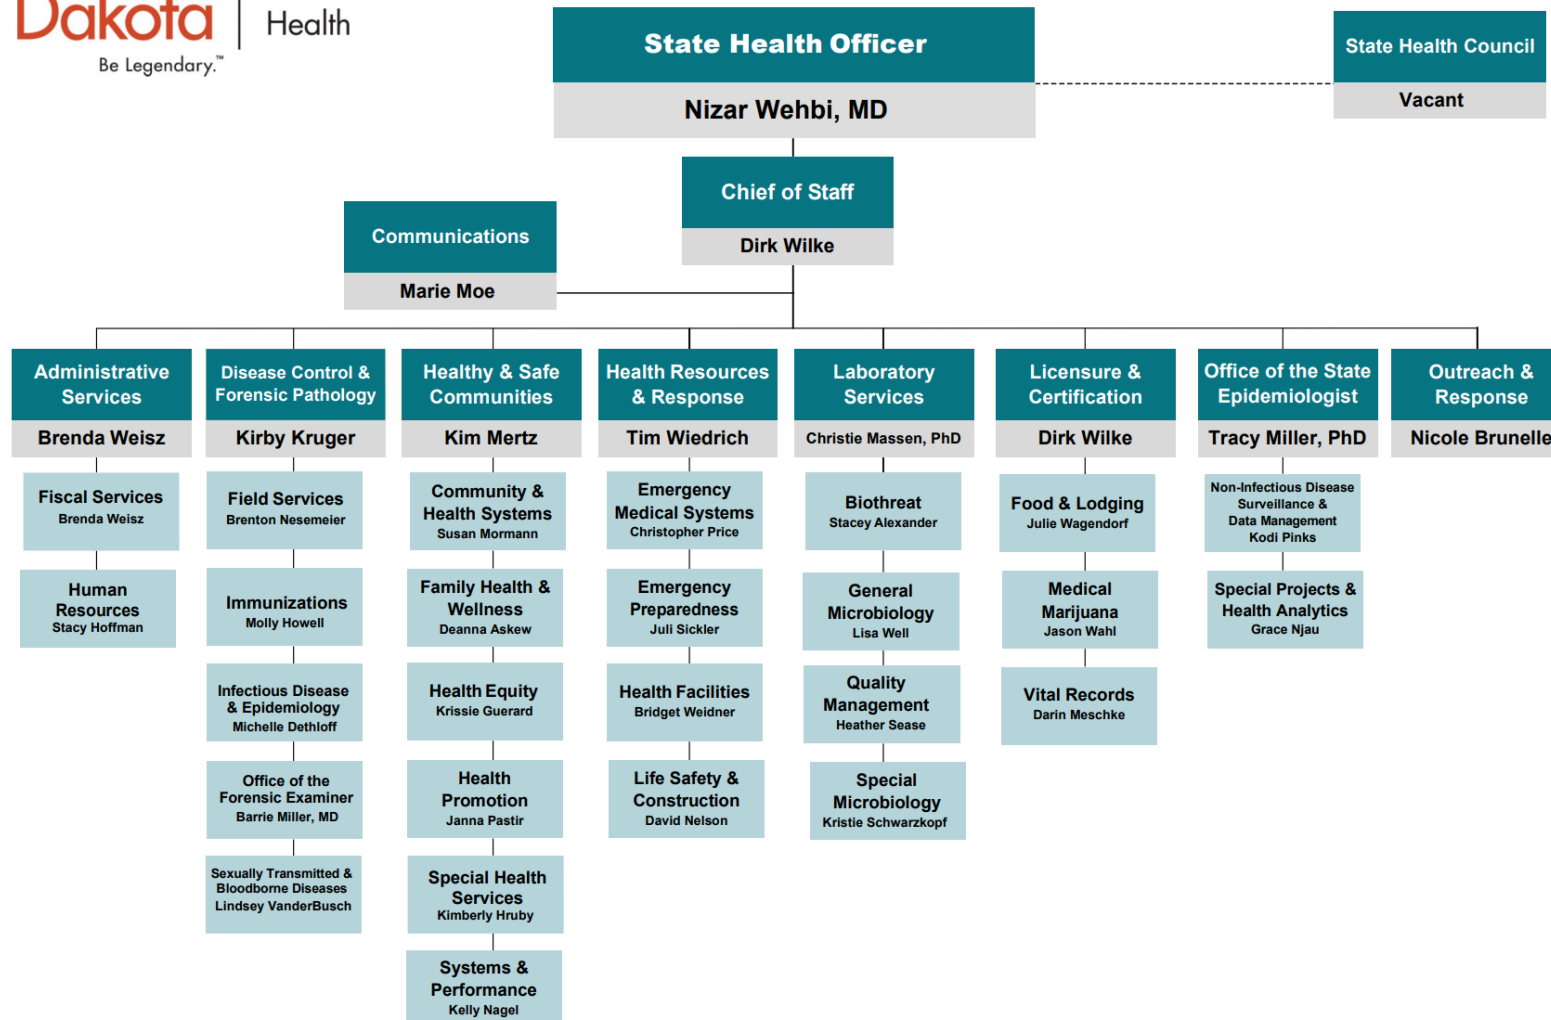 Dakota
Health
Be Legendary.™
State Health Officer
Nizar Wehbi, MD
State Health Council
Vacant
Chief of Staff
Dirk Wilke
Communications
Marie Moe
Administrative
Services
Brenda Weisz
Fiscal Services
Brenda Weisz
Human
Resources
Stacy Hoffman
Disease Control &
Forensic Pathology
Kirby Kruger
Field Services
Brenton Nesemeier
Immunizations
Molly Howell
Infectious Disease
& Epidemiology
Michelle Dethloff
Office of the
Forensic Examiner
Barrie Miller, MD
Sexually Transmitted &
Bloodborne Diseases
Lindsey VanderBusch
Healthy & Safe
Communities
Kim Mertz
Community &
Health Systems
Susan Mormann
Family Health &
Wellness
Deanna Askew
Health Equity
Krissie Guerard
Health
Promotion
Janna Pastir
Special Health
Services
Kimberly Hruby
Systems &
Performance
Kelly Nagel
Health Resources
& Response
Tim Wiedrich
Emergency
Medical Systems
Christopher Price
Emergency
Preparedness
Juli Sickler
Health Facilities
Bridget Weidner
Life Safety &
Construction
David Nelson
Laboratory
Services
Christie Massen, PhD
Biothreat
Stacey Alexander
General
Microbiology
Lisa Well
Quality
Management
Heather Sease
Special
Microbiology
Kristie Schwarzkopf
Licensure &
Certification
Dirk Wilke
Food & Lodging
Julie Wagendorf
Medical
Marijuana
Jason Wahl
Vital Records
Darin Meschke
Office of the State
Epidemiologist
Tracy Miller, PhD
Non-Infectious Disease
Surveillance &
Data Management
Kodi Pinks
Special Projects &
Health Analytics
Grace Njau
Outreach &
Response
Nicole Brunelle